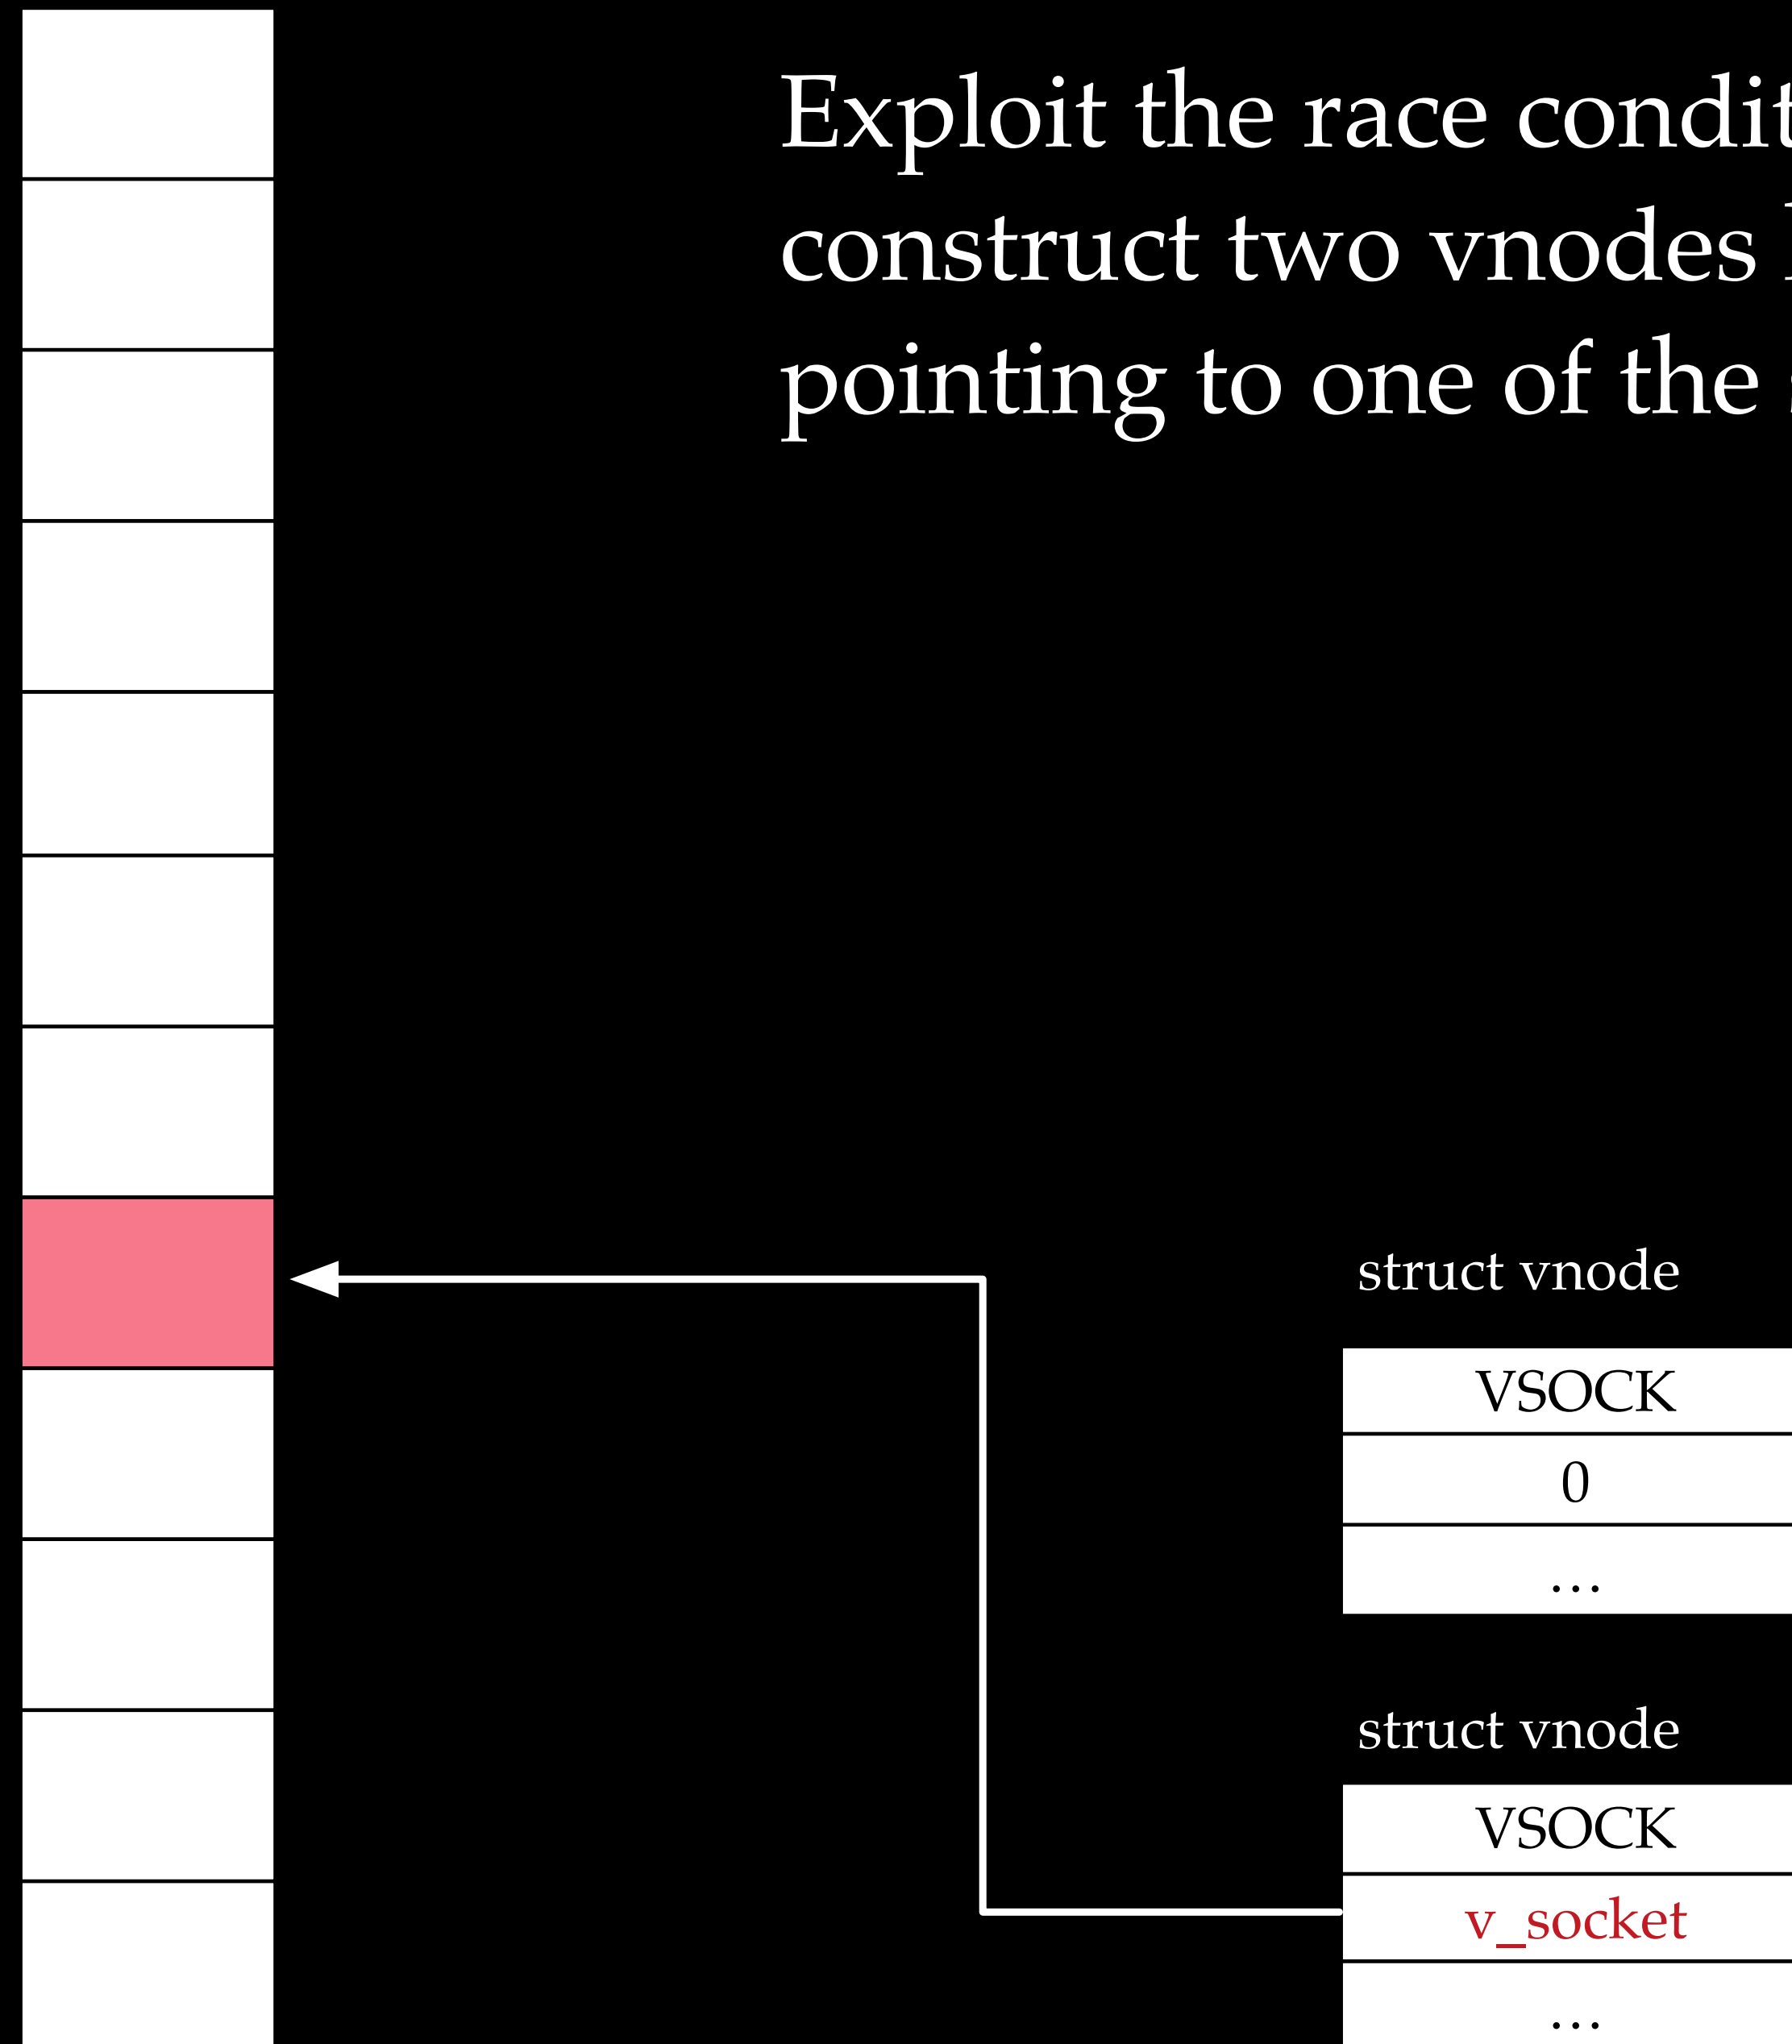 Exploit the race condit
construct two vnodes
pointing to one of the
struct vnode
VSOCK
0
...
struct vnode
VSOCK
v_socket
...